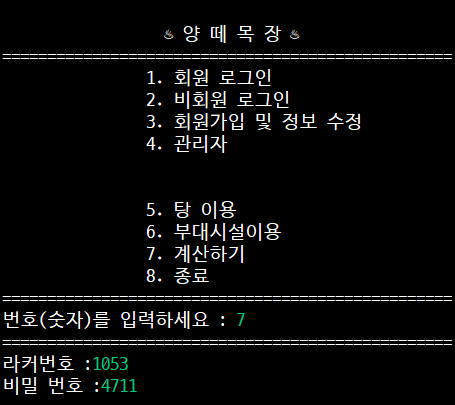 ♨ 양 떼 목 장 ♨
==================================================
1. 회원 로그인
2. 비회원 로그인
3. 회원가입 및 정보 수정
4. 관리자
5. 탕 이용
6. 부대시설이용
7. 계산하기
8. 종료
==================================================
번호(숫자)를 입력하세요 : 7
==================================================
라커번호 :1053
비밀 번호 :4711